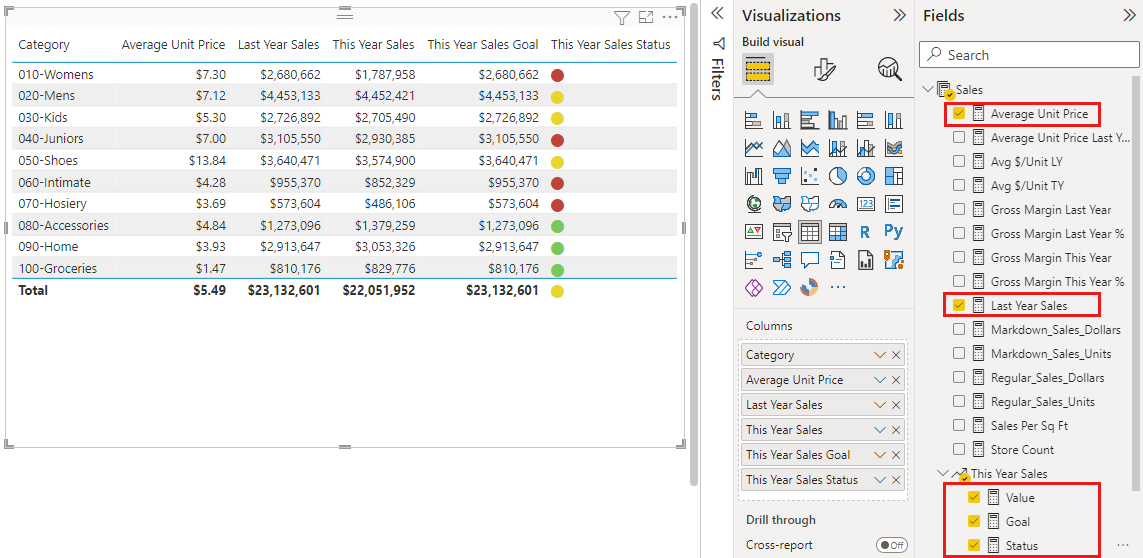 Category Average Unit Price Last Year Sales This Year Sales This Year Sales Goal This Year Sales Status
010-Womens $7.30 $2,680,662 $1,787,958 $2,680,662
020-Mens $7.12 $4,453,133 $4,452,421 $4,453,133
030-Kids $5.30 $2,726,892 $2,705,490 $2,726,892
040-Juniors $7.00 $3,105,550 $2,930,385 $3,105,550
050-Shoes $13.84 $3,640,471 $3,574,900 $3,640,471
060-Intimate $4.28 $955,370 $852,329 $955,370
070-Hosiery $3.69 $573,604 $486,106 $573,604
080-Accessories $4.84 $1,273,096 $1,379,259 $1,273,096
090-Home $3.93 $2,913,647 $3,053,326 $2,913,647
100-Groceries $1.47 $810,176 $829,776 $810,176
Total $5.49 $23,132,601 $22,051,952 $23,132,601
Filters
Visualizations
Build visual
123
R
Py
Columns
Category
Average Unit Price
Last Year Sales
This Year Sales
This Year Sales Goal
This Year Sales Status
Drill through
Cross-report Off
Fields
Search
Sales
Average Unit Price
Average Unit Price Last Y...
Avg $/Unit LY
Avg $/Unit TY
Gross Margin Last Year
Gross Margin Last Year %
Gross Margin This Year
Gross Margin This Year %
Last Year Sales
Markdown_Sales_Dollars
Markdown_Sales_Units
Regular_Sales_Dollars
Regular_Sales_Units
Sales Per Sq Ft
Store Count
This Year Sales
Value
Goal
Status